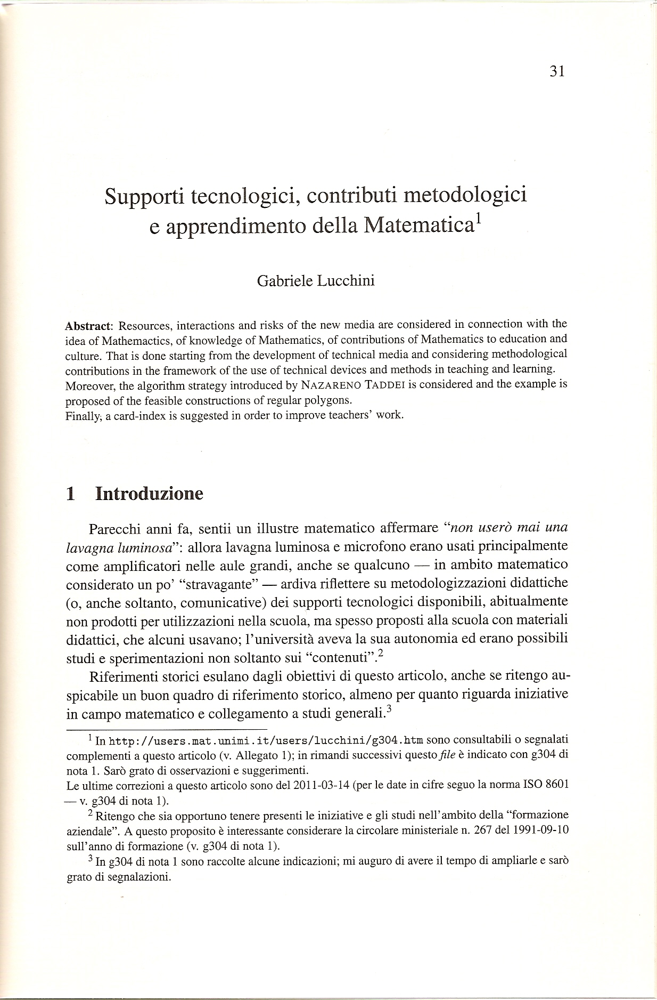 31
Supporti tecnologici, contributi metodologici
e apprendimento della Matematica¹
Gabriele Lucchini
Abstract: Resources, interactions and risks of the new media are considered in connection with the
idea of Mathemactics, of knowledge of Mathematics, of contributions of Mathematics to education and
culture. That is done starting from the development of technical media and considering methodological
contributions in the framework of the use of technical devices and methods in teaching and learning.
Moreover, the algorithm strategy introduced by NAZARENO TADDEI is considered and the example is
proposed of the feasible constructions of regular polygons.
Finally, a card-index is suggested in order to improve teachers' work.
1 Introduzione
Parecchi anni fa, sentii un illustre matematico affermare “non userò mai una
lavagna luminosa”: allora lavagna luminosa e microfono erano usati principalmente
come amplificatori nelle aule grandi, anche se qualcuno — in ambito matematico
considerato un po’ “stravagante” — ardiva riflettere su metodologizzazioni didattiche
(o, anche soltanto, comunicative) dei supporti tecnologici disponibili, abitualmente
non prodotti per utilizzazioni nella scuola, ma spesso proposti alla scuola con materiali
didattici, che alcuni usavano; l’università aveva la sua autonomia ed erano possibili
studi e sperimentazioni non soltanto sui “contenuti”.²
Riferimenti storici esulano dagli obiettivi di questo articolo, anche se ritengo au-
spicabile un buon quadro di riferimento storico, almeno per quanto riguarda iniziative
in campo matematico e collegamento a studi generali.³
¹ In http://users.mat.unimi.it/users/lucchini/g304.htm sono consultabili o segnalati
complementi a questo articolo (v. Allegato 1); in rimandi successivi questo file è indicato con g304 di
nota 1. Sarò grato di osservazioni e suggerimenti.
Le ultime correzioni a questo articolo sono del 2011-03-14 (per le date in cifre seguo la norma ISO 8601
— v. g304 di nota 1).
² Ritengo che sia opportuno tenere presenti le iniziative e gli studi nell’ambito della “formazione
aziendale”. A questo proposito è interessante considerare la circolare ministeriale n. 267 del 1991-09-10
sull’anno di formazione (v. g304 di nota 1).
³ In g304 di nota 1 sono raccolte alcune indicazioni; mi auguro di avere il tempo di ampliarle e sarò
grato di segnalazioni.